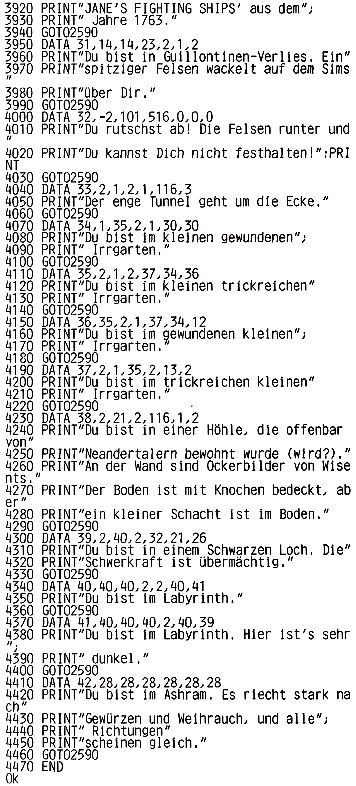 3920 PRINT"JANE'S FIGHTING SHIPS' aus dem";
3930 PRINT" Jahre 1763."
3940 GOTO2590
3950 DATA 31,14,14,23,2,1,2
3960 PRINT"Du bist in Guillontinen-Verlies. Ein"
3970 PRINT"spitziger Felsen wackelt auf dem Sims
"
3980 PRINT"über Dir."
3990 GOTO2590
4000 DATA 32,-2,101,516,0,0,0
4010 PRINT"Du rutschst ab! Die Felsen runter und
"
4020 PRINT"Du kannst Dich nicht festhalten!":PRI
NT
4030 GOTO2590
4040 DATA 33,2,1,2,1,116,3
4050 PRINT"Der enge Tunnel geht um die Ecke."
4060 GOTO2590
4070 DATA 34,1,35,2,1,30,30
4080 PRINT"Du bist im kleinen gewundenen";
4090 PRINT" Irrgarten."
4100 GOTO2590
4110 DATA 35,2,1,2,37,34,36
4120 PRINT"Du bist im kleinen trickreichen"
4130 PRINT" Irrgarten."
4140 GOTO2590
4150 DATA 36,35,2,1,37,34,12
4160 PRINT"Du bist im gewundenen kleinen";
4170 PRINT" Irrgarten."
4180 GOTO2590
4190 DATA 37,2,1,35,2,13,2
4200 PRINT"Du bist im trickreichen kleinen"
4210 PRINT" Irrgarten."
4220 GOTO2590
4230 DATA 38,2,21,2,116,1,2
4240 PRINT"Du bist in einer Höhle, die offenbar
von"
4250 PRINT"Neandertalern bewohnt wurde (wird?)."
4260 PRINT"An der Wand sind Ockerbilder von Wise
nts."
4270 PRINT"Der Boden ist mit Knochen bedeckt, ab
er"
4280 PRINT"ein kleiner Schacht ist im Boden."
4290 GOTO2590
4300 DATA 39,2,40,2,32,21,26
4310 PRINT"Du bist in einem Schwarzen Loch. Die"
4320 PRINT"Schwerkraft ist übermächtig."
4330 GOTO2590
4340 DATA 40,40,40,2,2,40,41
4350 PRINT"Du bist im Labyrinth."
4360 GOTO2590
4370 DATA 41,40,40,40,2,40,39
4380 PRINT"Du bist im Labyrinth. Hier ist's sehr
";
4390 PRINT" dunkel."
4400 GOTO2590
4410 DATA 42,28,28,28,28,28,28
4420 PRINT"Du bist im Ashram. Es riecht stark na
ch"
4430 PRINT"Gewürzen und Weihrauch, und alle";
4440 PRINT" Richtungen"
4450 PRINT"scheinen gleich."
4460 GOTO2590
4470 END
Ok